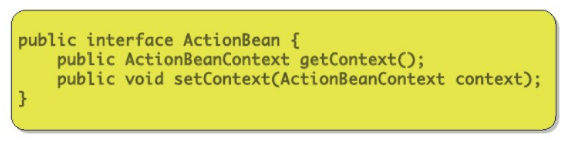 public interface ActionBean {
    public ActionBeanContext getContext();
    public void setContext(ActionBeanContext context);
}